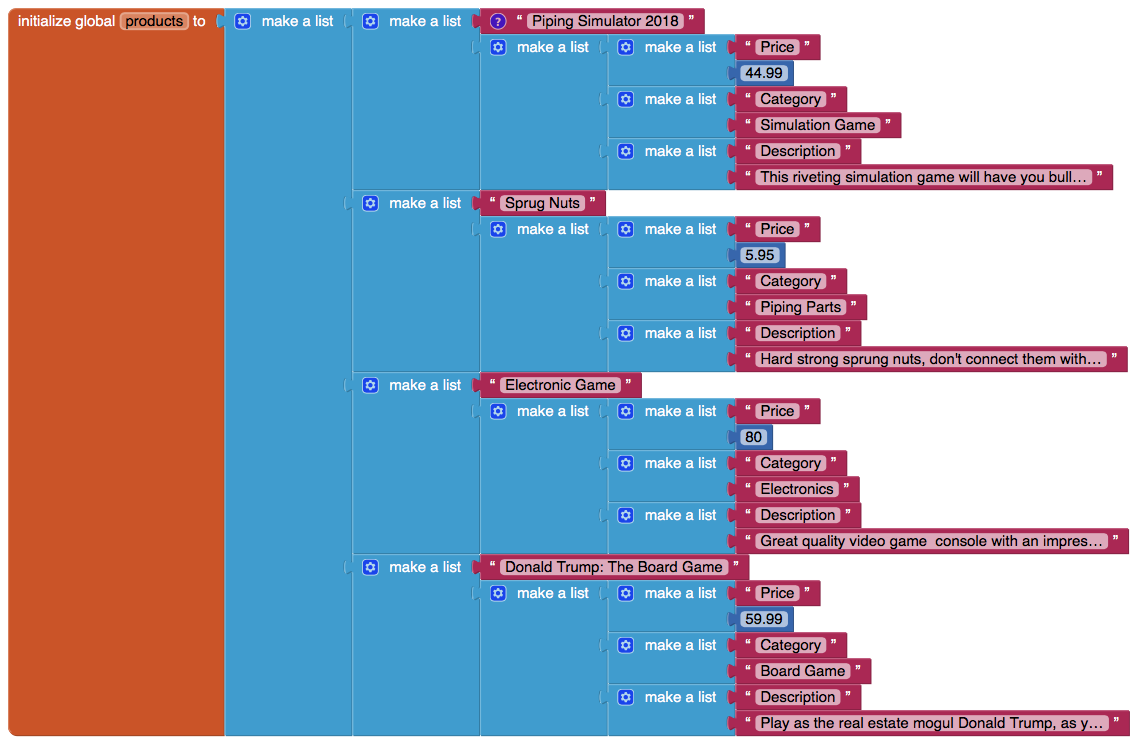 initialize global products to make a list make a list " Piping Simulator 2018 "
make a list make a list " Price "
44.99
make a list " Category "
" Simulation Game "
make a list " Description "
" This riveting simulation game will have you bull... "
make a list " Sprug Nuts "
make a list make a list " Price "
5.95
make a list " Category "
" Piping Parts "
make a list " Description "
" Hard strong sprung nuts, don't connect them with... "
make a list " Electronic Game "
make a list make a list " Price "
80
make a list " Category "
" Electronics "
make a list " Description "
" Great quality video game console with an impres... "
make a list " Donald Trump: The Board Game "
make a list make a list " Price "
59.99
make a list " Category "
" Board Game "
make a list " Description "
" Play as the real estate mogul Donald Trump, as y... "